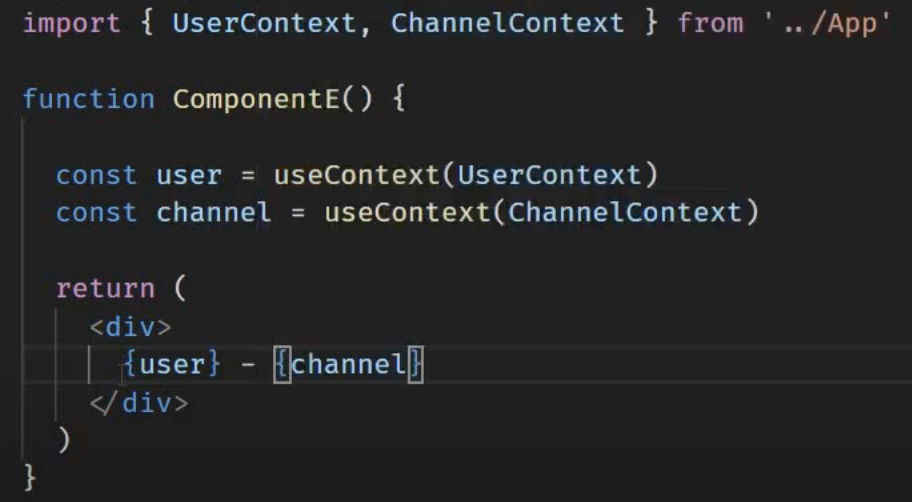 import { UserContext, ChannelContext } from '../App'
function ComponentE() {
const user = useContext(UserContext)
const channel = useContext(ChannelContext)
return (
<div>
{user} - {channel}
</div>
)
}